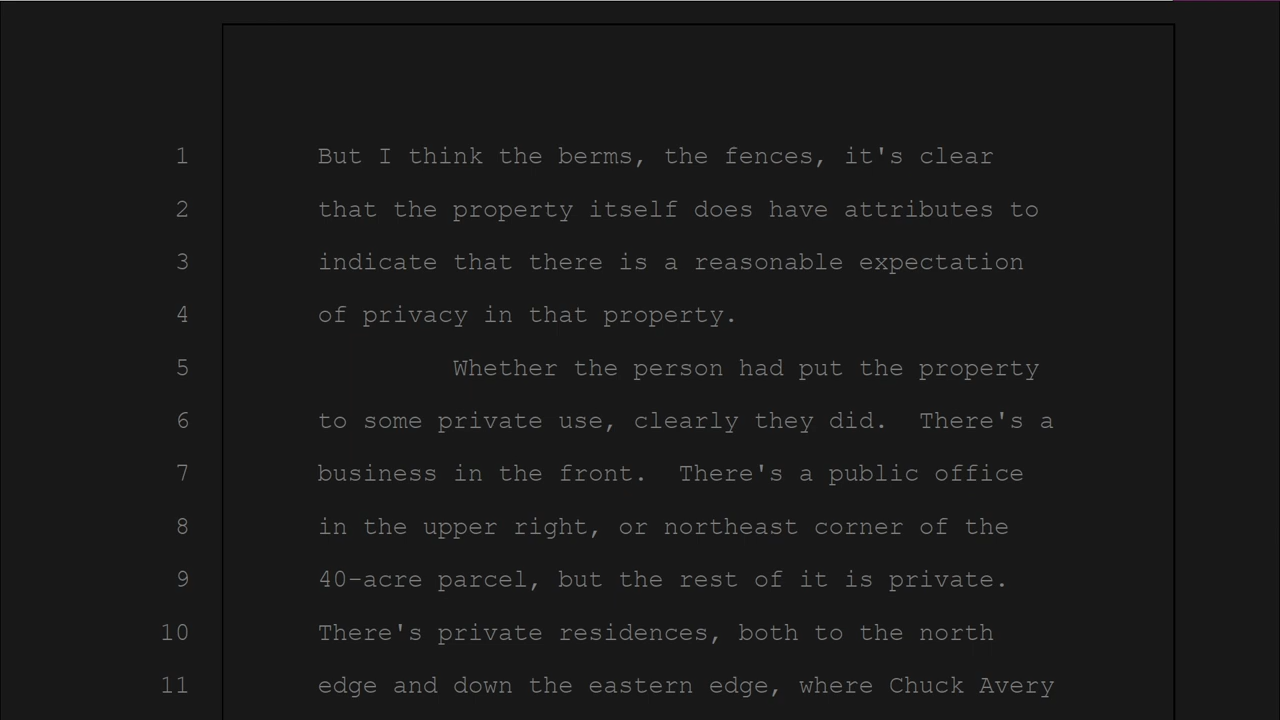 1 But I think the berms, the fences, it's clear
2 that the property itself does have attributes to
3 indicate that there is a reasonable expectation
4 of privacy in that property.
5 Whether the person had put the property
6 to some private use, clearly they did.  There's a
7 business in the front.  There's a public office
8 in the upper right, or northeast corner of the
9 40-acre parcel, but the rest of it is private.
10 There's private residences, both to the north
11 edge and down the eastern edge, where Chuck Avery